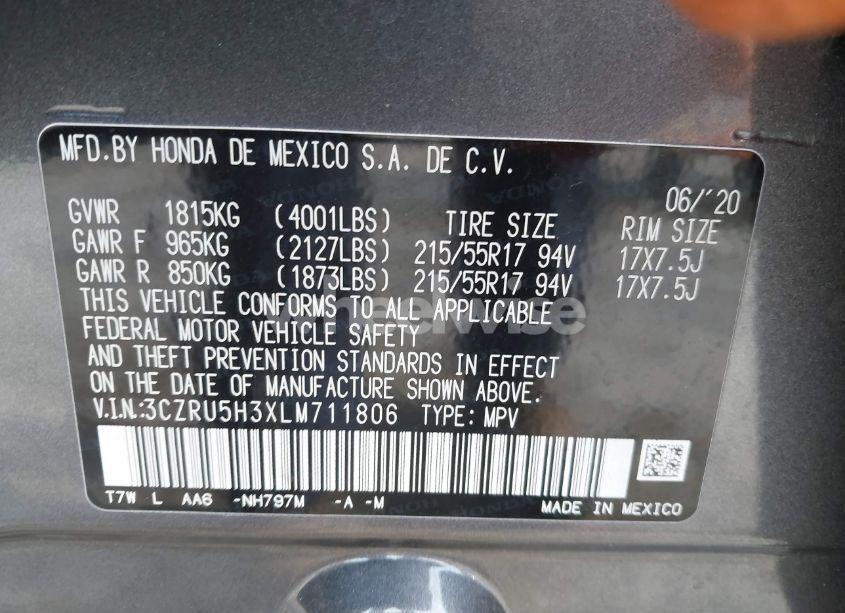 MFD.BY HONDA DE MEXICO S.A. DE C.V.
06/'20
GVWR 1815KG (4001LBS) TIRE SIZE RIM SIZE
GAWR F 965KG (2127LBS) 215/55R17 94V 17X7.5J
GAWR R 850KG (1873LBS) 215/55R17 94V 17X7.5J
THIS VEHICLE CONFORMS TO ALL APPLICABLE
FEDERAL MOTOR VEHICLE SAFETY
AND THEFT PREVENTION STANDARDS IN EFFECT
ON THE DATE OF MANUFACTURE SHOWN ABOVE.
V.I.N.:3CZRU5H3XLM711806 TYPE: MPV
T7W L AA6 -NH797M -A -M
MADE IN MEXICO
wheelwise